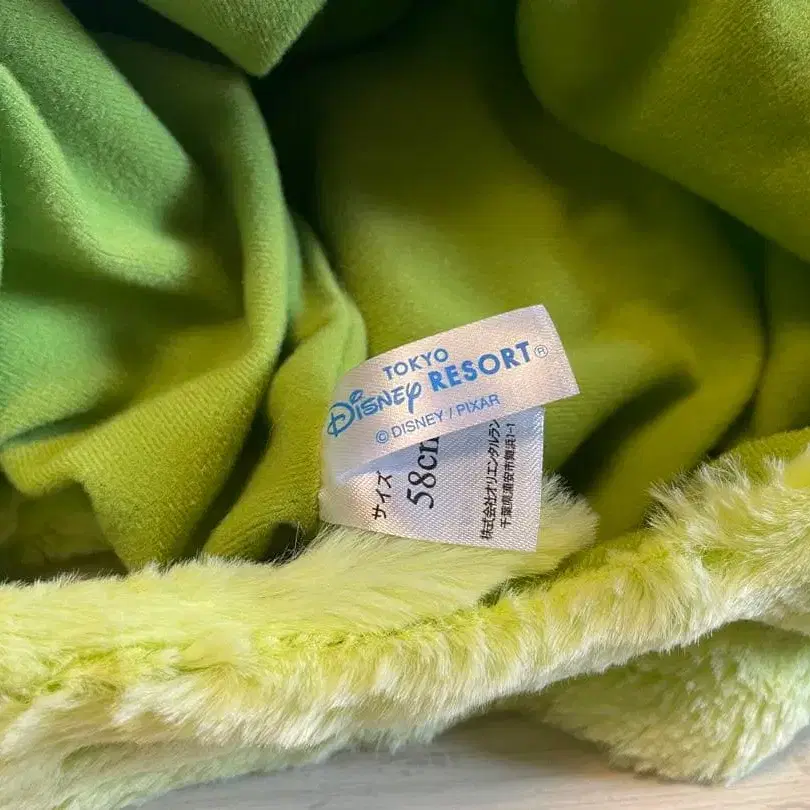 TOKYO
Disney RESORT®
© DISNEY / PIXAR
サイズ
58cm
株式会社オリエンタルラン
千葉県浦安市舞浜1-1